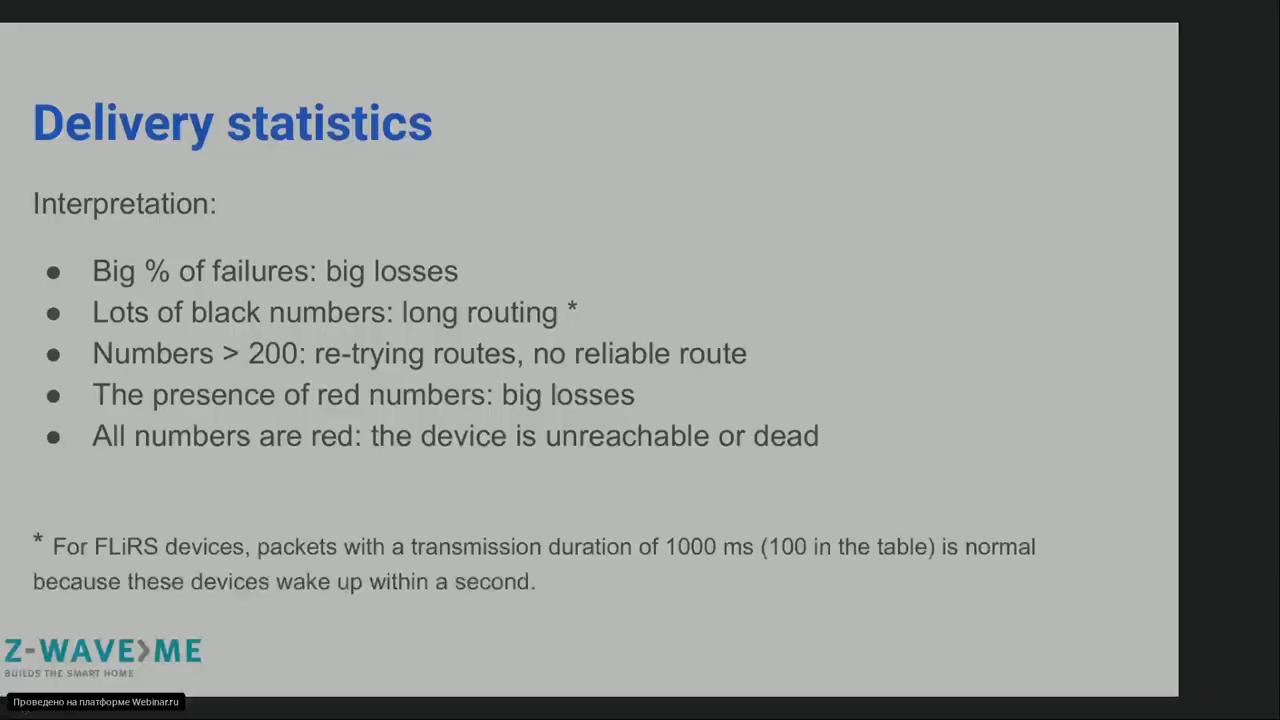 Delivery statistics
Interpretation:
● Big % of failures: big losses
● Lots of black numbers: long routing *
● Numbers > 200: re-trying routes, no reliable route
● The presence of red numbers: big losses
● All numbers are red: the device is unreachable or dead
* For FLiRS devices, packets with a transmission duration of 1000 ms (100 in the table) is normal
because these devices wake up within a second.
Z-WAVE>ME
BUILDS THE SMART HOME
Проведено на платформе Webinar.ru